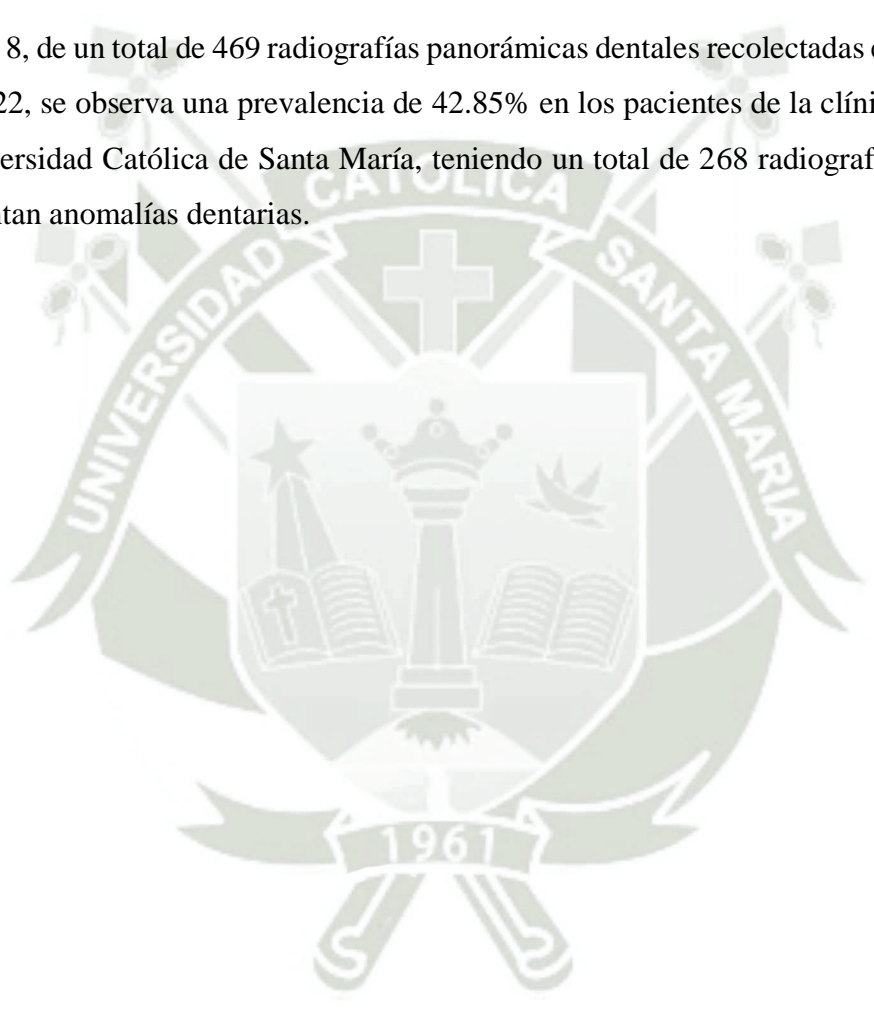 8, de un total de 469 radiografías panorámicas dentales recolectadas
22, se observa una prevalencia de 42.85% en los pacientes de la
ersidad Católica de Santa María, teniendo un total de 268
tan anomalías dentarias.
UNIVERSIDAD CATOLICA SANTA MARIA
1961